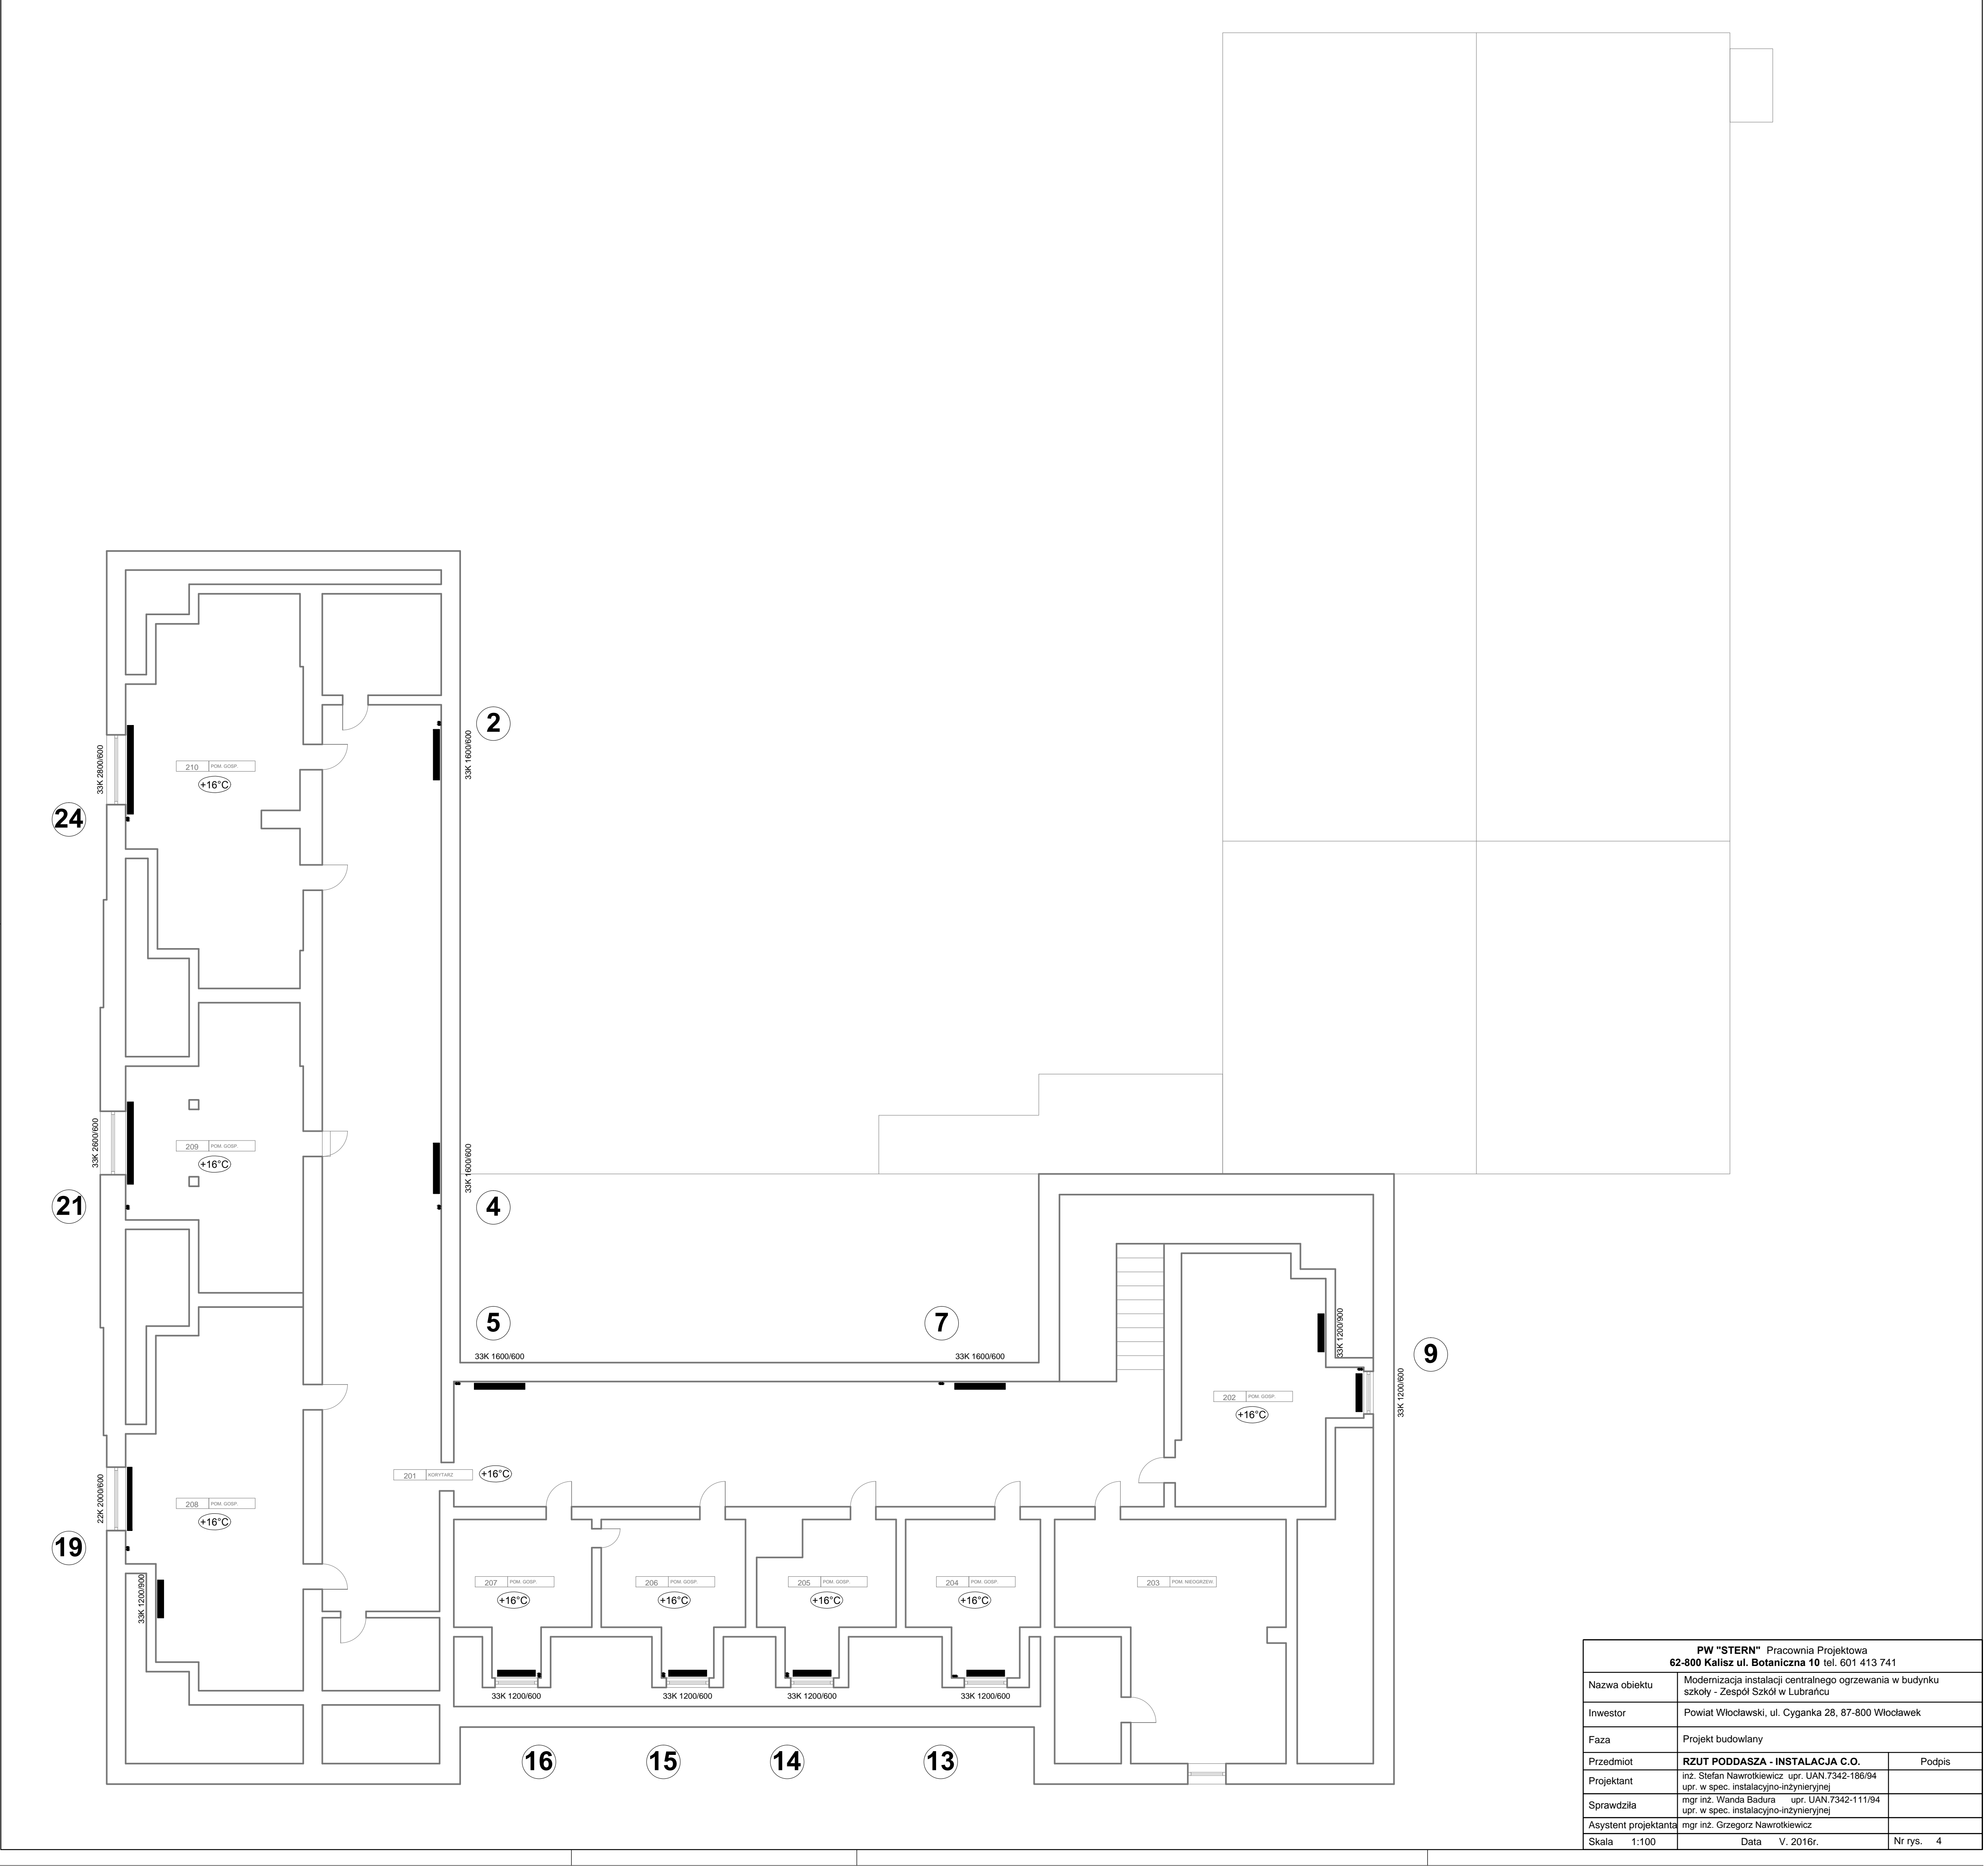 2
33K 1600/600
33K 2800/600
210 POM. GOSP.
+16°C
24
33K 2600/600
209 POM. GOSP.
+16°C
21
33K 1600/600
4
5
33K 1600/600
7
33K 1600/600
33K 1200/900
9
33K 1200/600
202 POM. GOSP.
+16°C
201 KORYTARZ +16°C
22K 2000/600
208 POM. GOSP.
+16°C
19
33K 1200/900
207 POM. GOSP.
+16°C
206 POM. GOSP.
+16°C
205 POM. GOSP.
+16°C
204 POM. GOSP.
+16°C
203 POM. NIEOGRZEW.
33K 1200/600
33K 1200/600
33K 1200/600
33K 1200/600
16
15
14
13
PW "STERN" Pracownia Projektowa
62-800 Kalisz ul. Botaniczna 10 tel. 601 413 741
Nazwa obiektu
Modernizacja instalacji centralnego ogrzewania w budynku
szkoły - Zespół Szkół w Lubrańcu
Inwestor Powiat Włocławski, ul. Cyganka 28, 87-800 Włocławek
Faza Projekt budowlany
Przedmiot RZUT PODDASZA - INSTALACJA C.O. Podpis
Projektant
inż. Stefan Nawrotkiewicz upr. UAN.7342-186/94
upr. w spec. instalacyjno-inżynieryjnej
Sprawdziła
mgr inż. Wanda Badura upr. UAN.7342-111/94
upr. w spec. instalacyjno-inżynieryjnej
Asystent projektanta mgr inż. Grzegorz Nawrotkiewicz
Skala 1:100 Data V. 2016r. Nr rys. 4